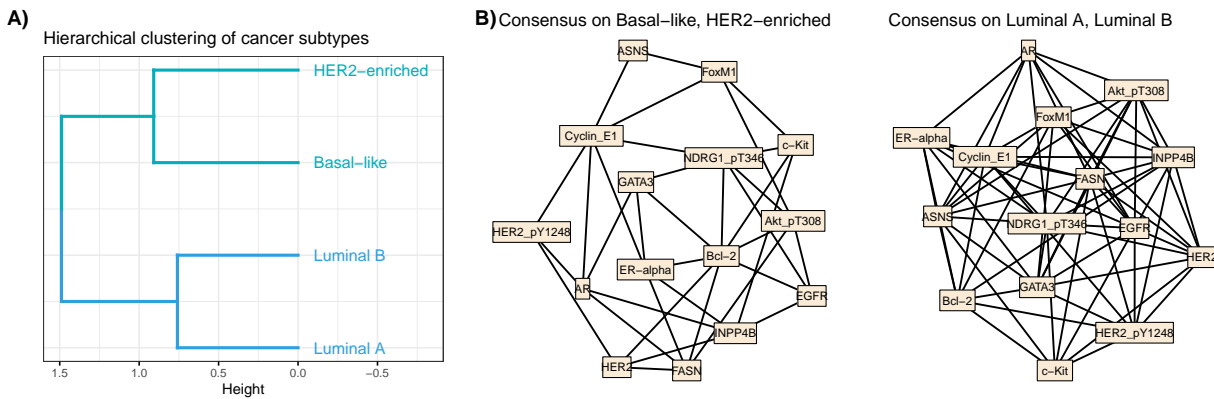 A)
Hierarchical clustering of cancer subtypes
HER2−enriched
Basal−like
Luminal B
Luminal A
1.5 1.0 0.5 0.0 −0.5
Height
B) Consensus on Basal−like, HER2−enriched
ASNS
FoxM1
Cyclin_E1
c−Kit
NDRG1_pT346
GATA3
Akt_pT308
HER2_pY1248
Bcl−2
ER−alpha
AR
EGFR
INPP4B
HER2
FASN
Consensus on Luminal A, Luminal B
AR
Akt_pT308
FoxM1
ER−alpha
Cyclin_E1
INPP4B
FASN
ASNS
NDRG1_pT346
EGFR
HER2
GATA3
Bcl−2
HER2_pY1248
c−Kit